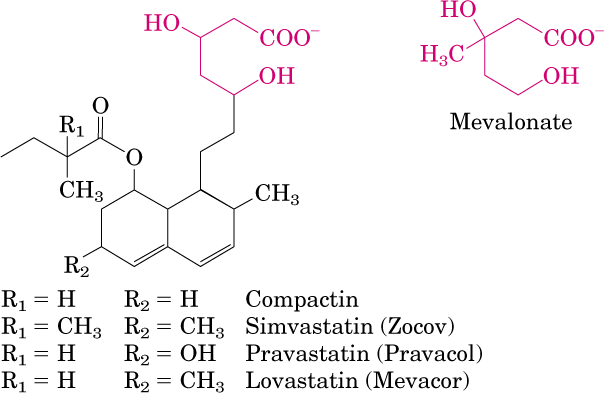 HO
COO⁻
OH
O
R₁
O
CH₃
CH₃
R₂
HO
COO⁻
H₃C
OH
Mevalonate
R₁ = H R₂ = H Compactin
R₁ = CH₃ R₂ = CH₃ Simvastatin (Zocov)
R₁ = H R₂ = OH Pravastatin (Pravacol)
R₁ = H R₂ = CH₃ Lovastatin (Mevacor)